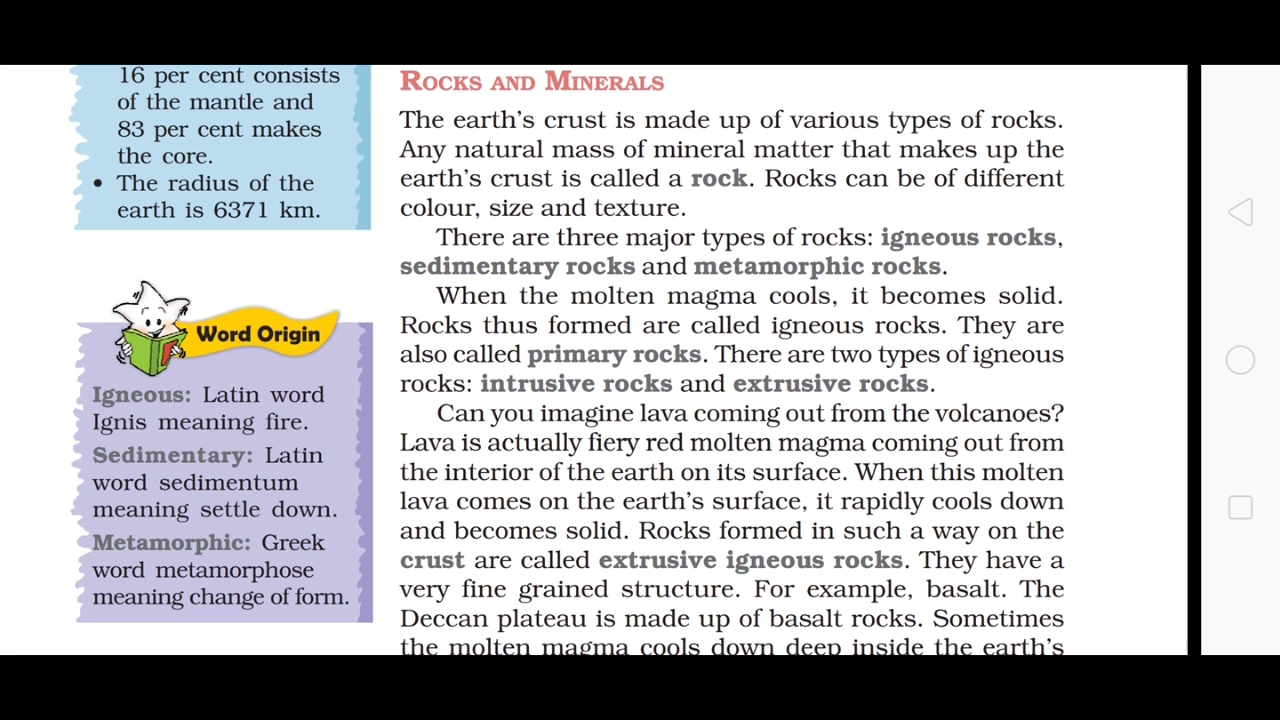 16 per cent consists
of the mantle and
83 per cent makes
the core.
• The radius of the
earth is 6371 km.
Word Origin
Igneous: Latin word
Ignis meaning fire.
Sedimentary: Latin
word sedimentum
meaning settle down.
Metamorphic: Greek
word metamorphose
meaning change of form.
ROCKS AND MINERALS
The earth's crust is made up of various types of rocks.
Any natural mass of mineral matter that makes up the
earth's crust is called a rock. Rocks can be of different
colour, size and texture.
There are three major types of rocks: igneous rocks,
sedimentary rocks and metamorphic rocks.
When the molten magma cools, it becomes solid.
Rocks thus formed are called igneous rocks. They are
also called primary rocks. There are two types of igneous
rocks: intrusive rocks and extrusive rocks.
Can you imagine lava coming out from the volcanoes?
Lava is actually fiery red molten magma coming out from
the interior of the earth on its surface. When this molten
lava comes on the earth's surface, it rapidly cools down
and becomes solid. Rocks formed in such a way on the
crust are called extrusive igneous rocks. They have a
very fine grained structure. For example, basalt. The
Deccan plateau is made up of basalt rocks. Sometimes
the molten magma cools down deep inside the earth's